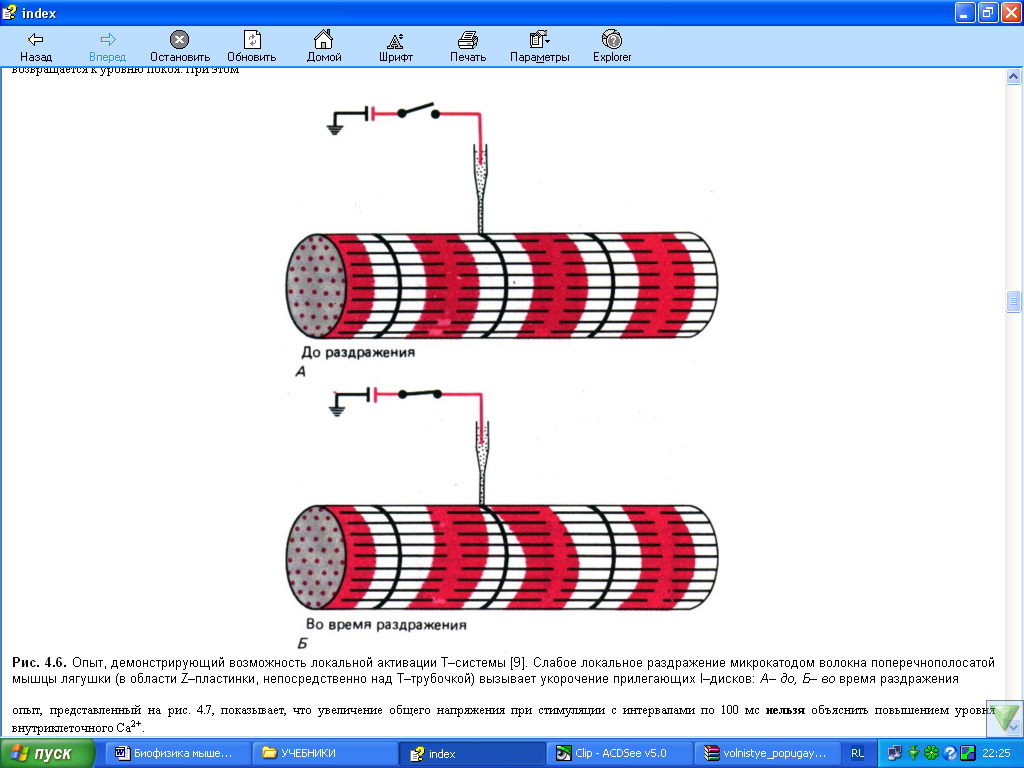 index
Назад Вперед Остановить Обновить Домой Шрифт Печать Параметры Explorer
возвращается к уровню покоя. При этом
До раздражения
А
Во время раздражения
Б
Рис. 4.6. Опыт, демонстрирующий возможность локальной активации Т–системы [9]. Слабое локальное раздражение микрокатодом волокна поперечнополосатой
мышцы лягушки (в области Z–пластинки, непосредственно над Т–трубочкой) вызывает укорочение прилегающих I–дисков: А– до, Б– во время раздражения
опыт, представленный на рис. 4.7, показывает, что увеличение общего напряжения при стимуляции с интервалами по 100 мс нельзя объяснить повышением уровня
внутриклеточного Ca2+.
пуск Биофизика мыше... УЧЕБНИКИ index Clip - ACDSee v5.0 volnistye_popugay... RL 22:25